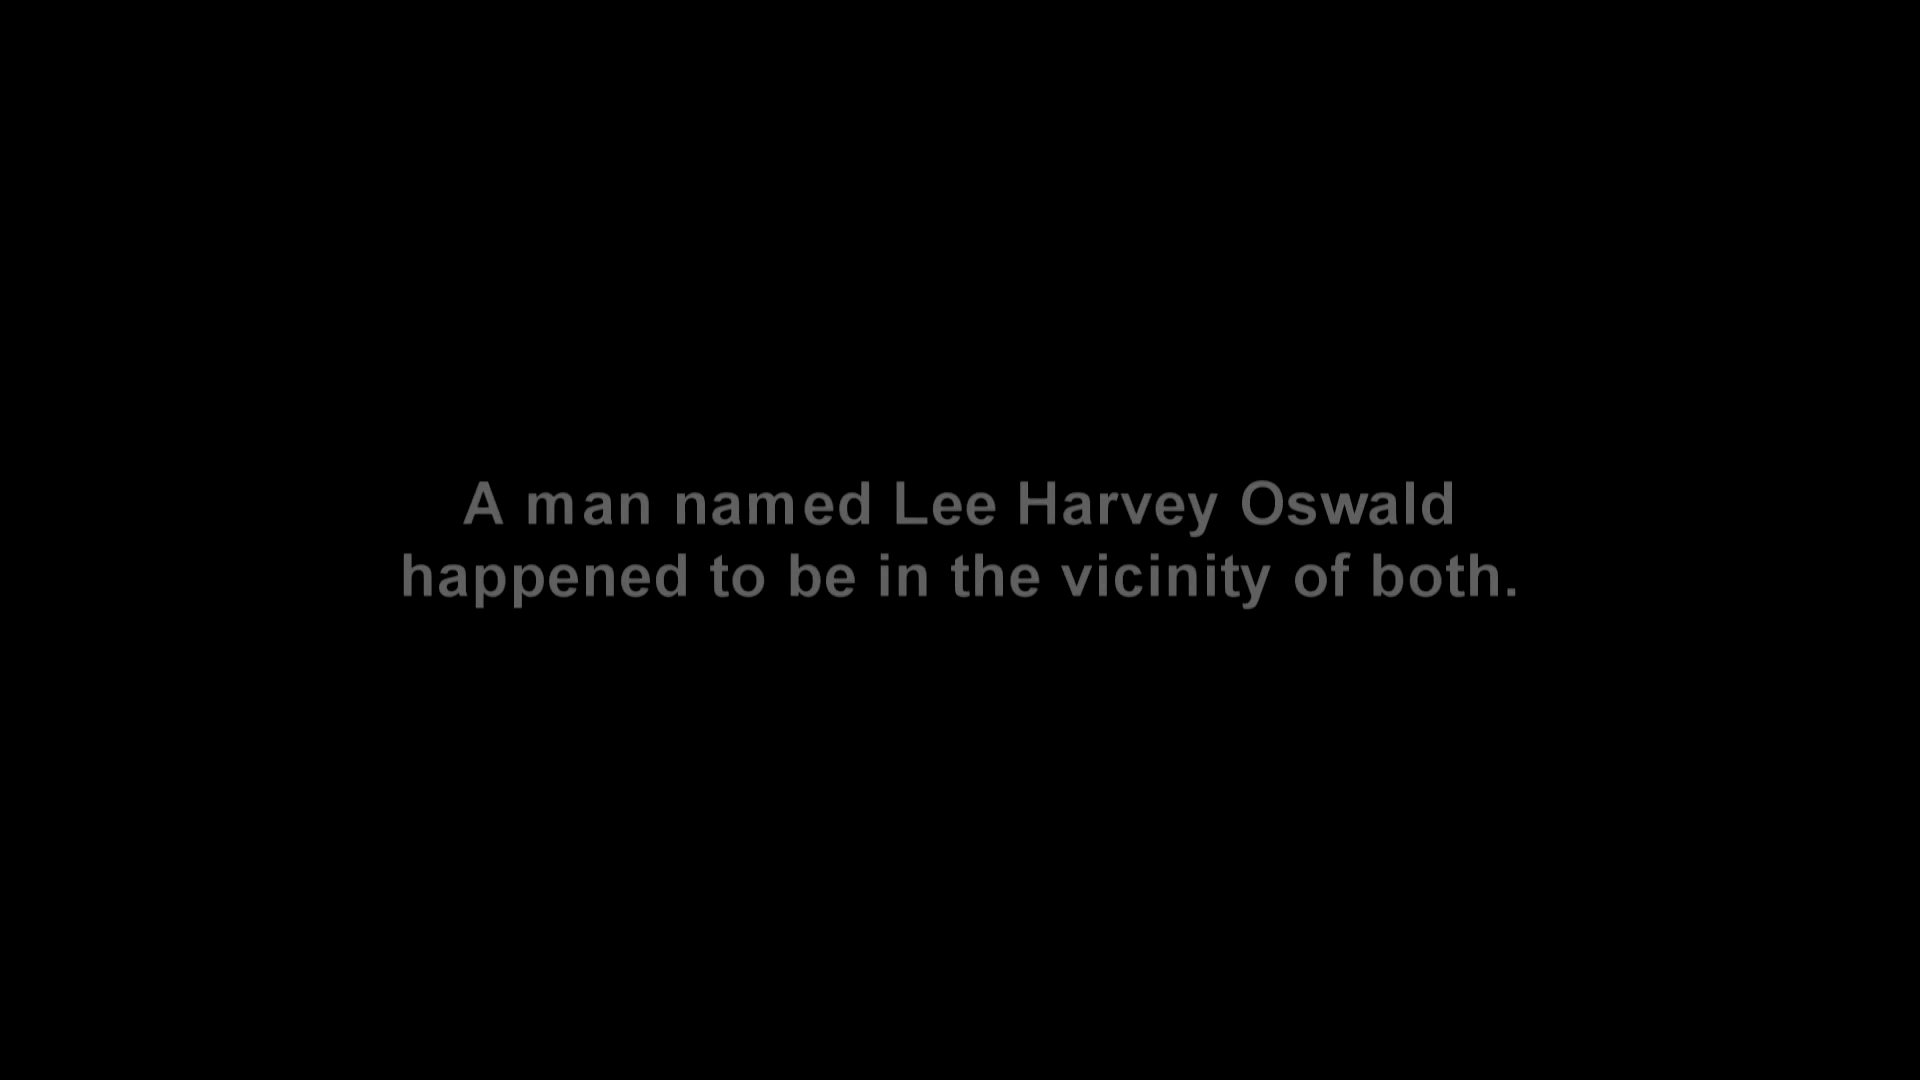 A man named Lee Harvey Oswald
happened to be in the vicinity of both.